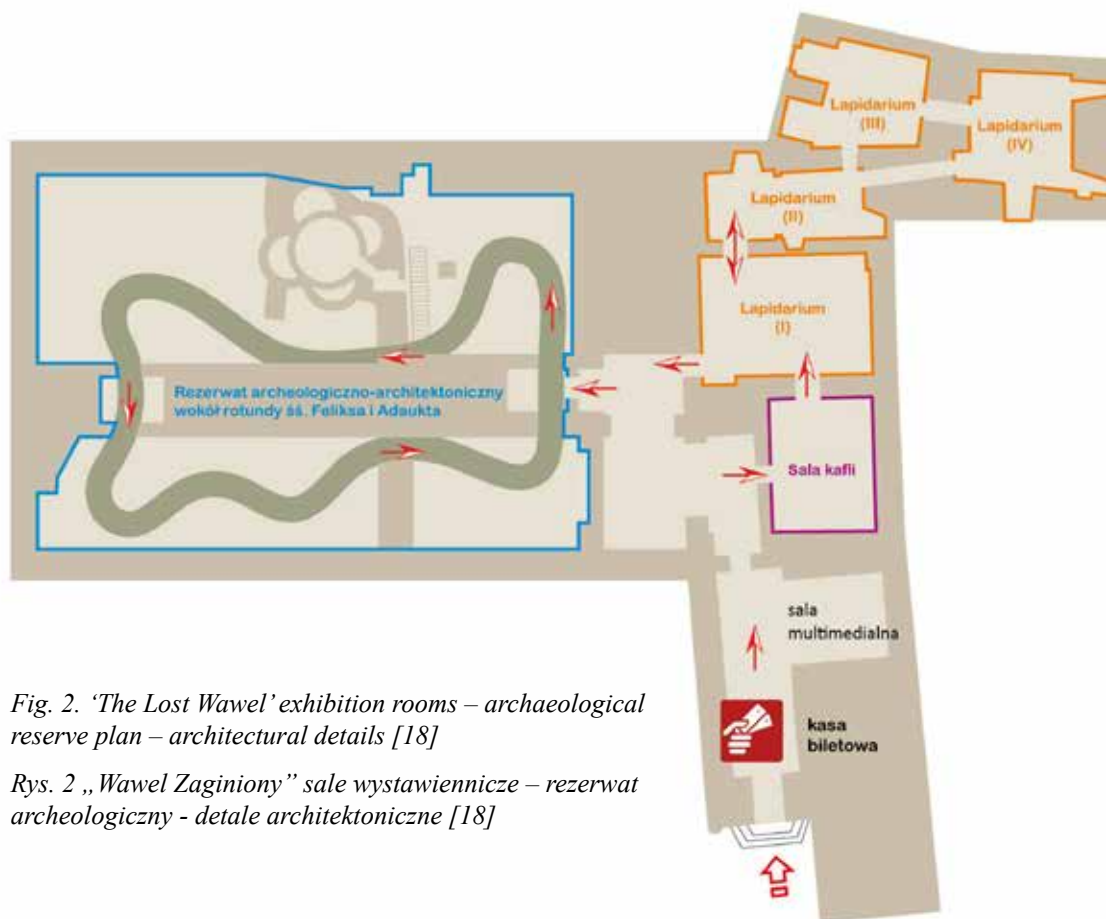 Lapidarium
(III)
Lapidarium
(IV)
Lapidarium
(II)
Lapidarium
(I)
Rezerwat archeologiczno-architektoniczny
wokół rotundy śś. Feliksa i Adaukta
Sala kafli
sala
multimedialna
kasa
biletowa
Fig. 2. ‘The Lost Wawel’ exhibition rooms – archaeological
reserve plan – architectural details [18]
Rys. 2 „Wawel Zaginiony” sale wystawiennicze – rezerwat
archeologiczny - detale architektoniczne [18]